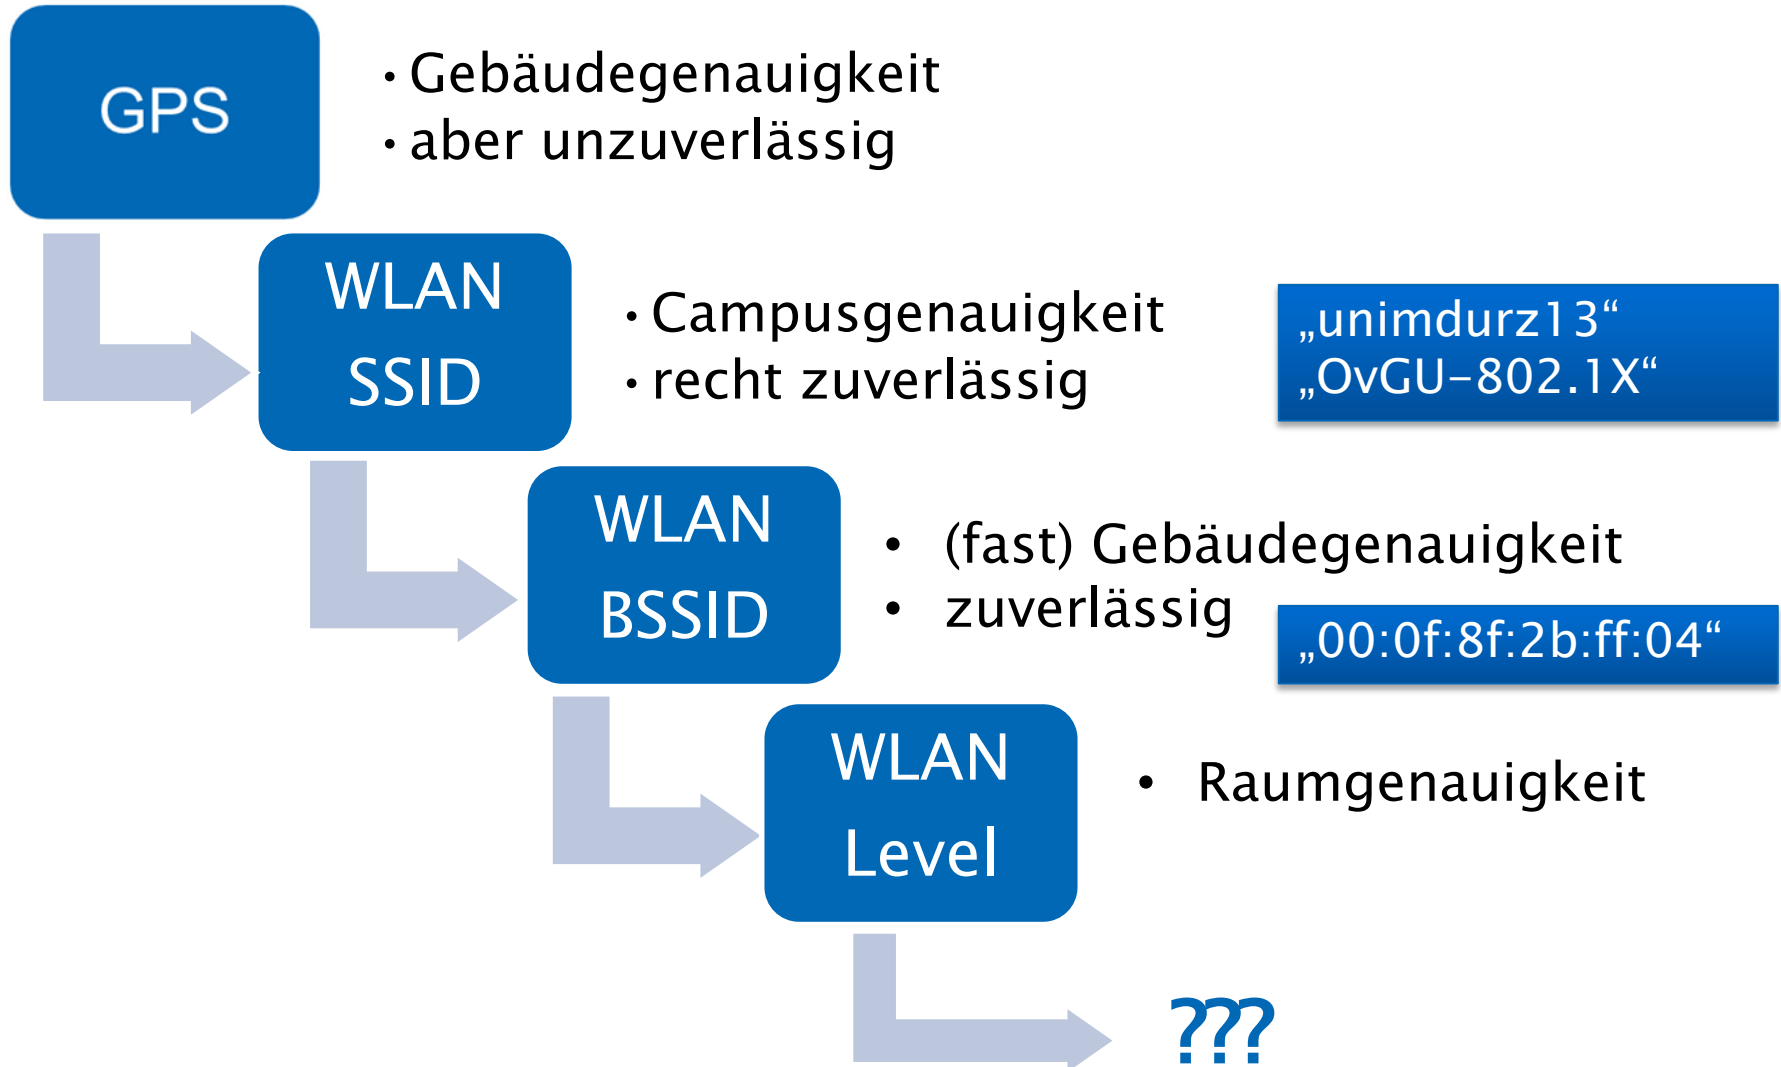 GPS
• Gebäudegenauigkeit
• aber unzuverlässig
WLAN
SSID
• Campusgenauigkeit
• recht zuverlässig
„unimdurz13“
„OvGU-802.1X“
WLAN
BSSID
• (fast) Gebäudegenauigkeit
• zuverlässig
„00:0f:8f:2b:ff:04“
WLAN
Level
• Raumgenauigkeit
???